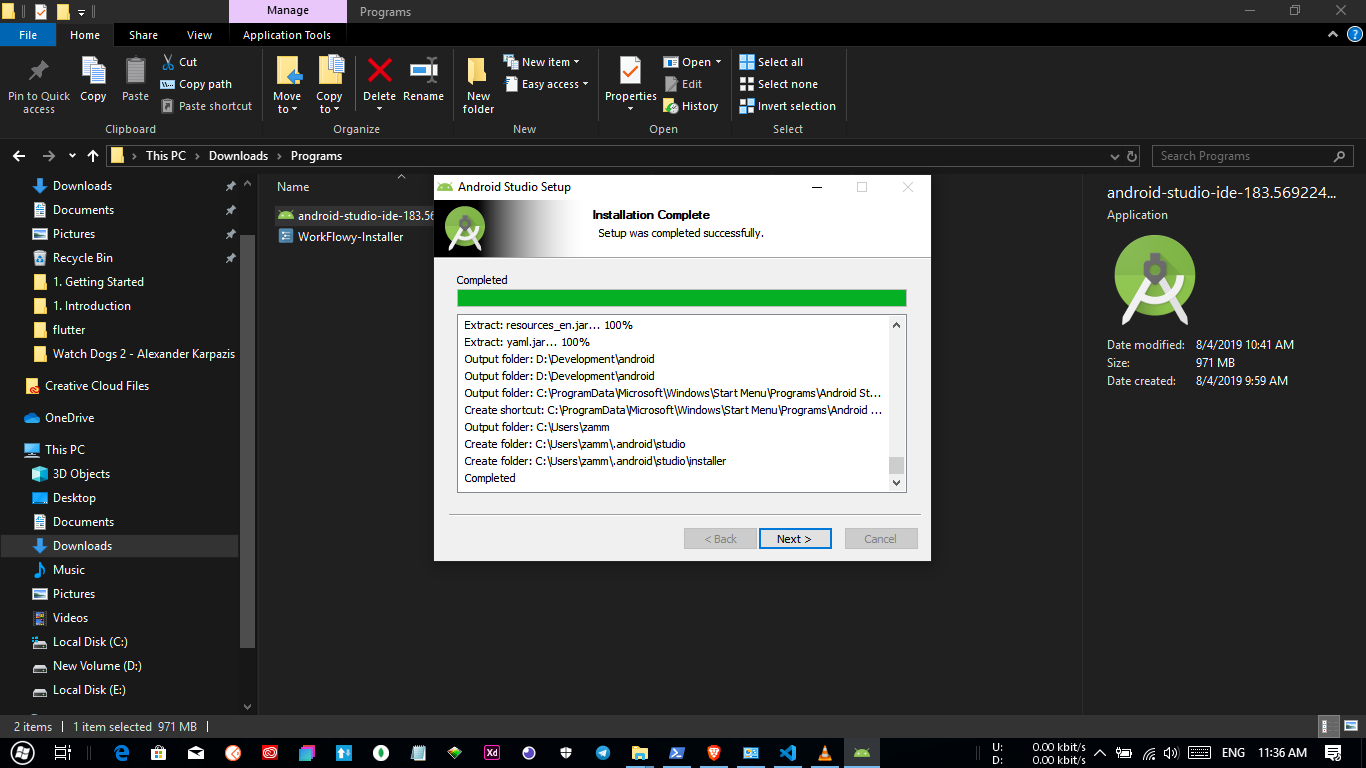 Manage
Programs
File
Home
Share
View
Application Tools
Pin to Quick access
Copy
Paste
Cut
Copy path
Paste shortcut
Clipboard
Move to
Copy to
Delete
Rename
Organize
New folder
New item
Easy access
New
Properties
Open
Edit
History
Open
Select all
Select none
Invert selection
Select
This PC
Downloads
Programs
Search Programs
Downloads
Documents
Pictures
Recycle Bin
1. Getting Started
1. Introduction
flutter
Watch Dogs 2 - Alexander Karpazis
Creative Cloud Files
OneDrive
This PC
3D Objects
Desktop
Documents
Downloads
Music
Pictures
Videos
Local Disk (C:)
New Volume (D:)
Local Disk (E:)
Name
android-studio-ide-183.56
WorkFlowy-Installer
Android Studio Setup
Installation Complete
Setup was completed successfully.
Completed
Extract: resources_en.jar... 100%
Extract: yaml.jar... 100%
Output folder: D:\Development\android
Output folder: D:\Development\android
Output folder: C:\ProgramData\Microsoft\Windows\Start Menu\Programs\Android St...
Create shortcut: C:\ProgramData\Microsoft\Windows\Start Menu\Programs\Android ...
Output folder: C:\Users\zamm
Create folder: C:\Users\zamm\.android\studio
Create folder: C:\Users\zamm\.android\studio\installer
Completed
< Back
Next >
Cancel
android-studio-ide-183.569224...
Application
Date modified: 8/4/2019 10:41 AM
Size: 971 MB
Date created: 8/4/2019 9:59 AM
2 items
1 item selected 971 MB
Xd
U: 0.00 kbit/s
D: 0.00 kbit/s
ENG
11:36 AM